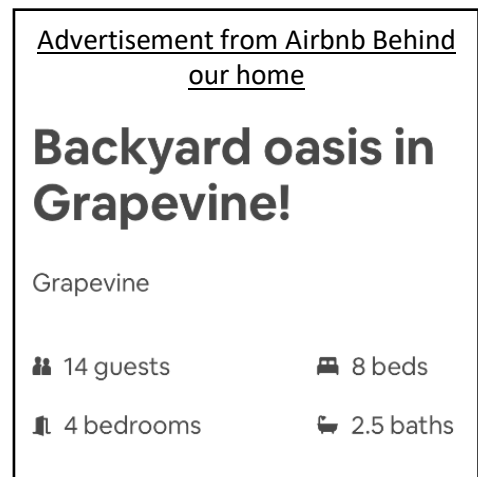 Advertisement from Airbnb Behind
our home
Backyard oasis in
Grapevine!
Grapevine
14 guests
8 beds
4 bedrooms
2.5 baths